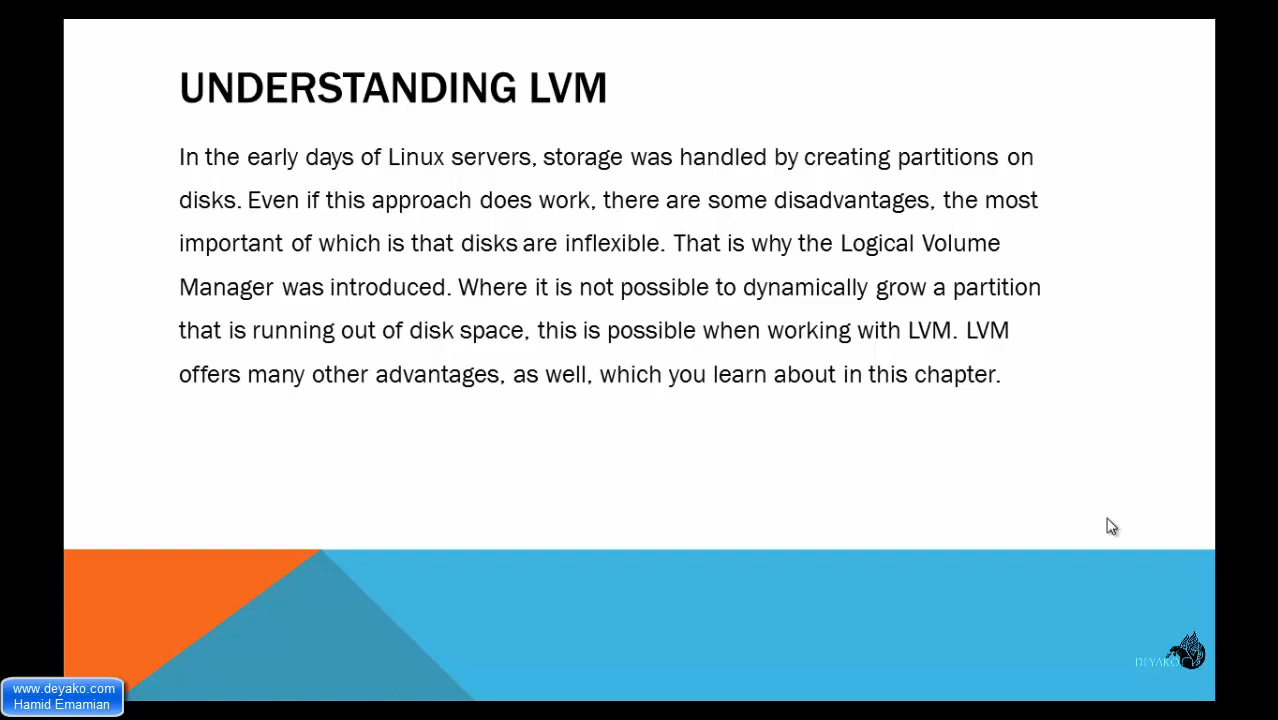 UNDERSTANDING LVM
In the early days of Linux servers, storage was handled by creating partitions on
disks. Even if this approach does work, there are some disadvantages, the most
important of which is that disks are inflexible. That is why the Logical Volume
Manager was introduced. Where it is not possible to dynamically grow a partition
that is running out of disk space, this is possible when working with LVM. LVM
offers many other advantages, as well, which you learn about in this chapter.
DEYAKO
www.deyako.com
Hamid Emamian